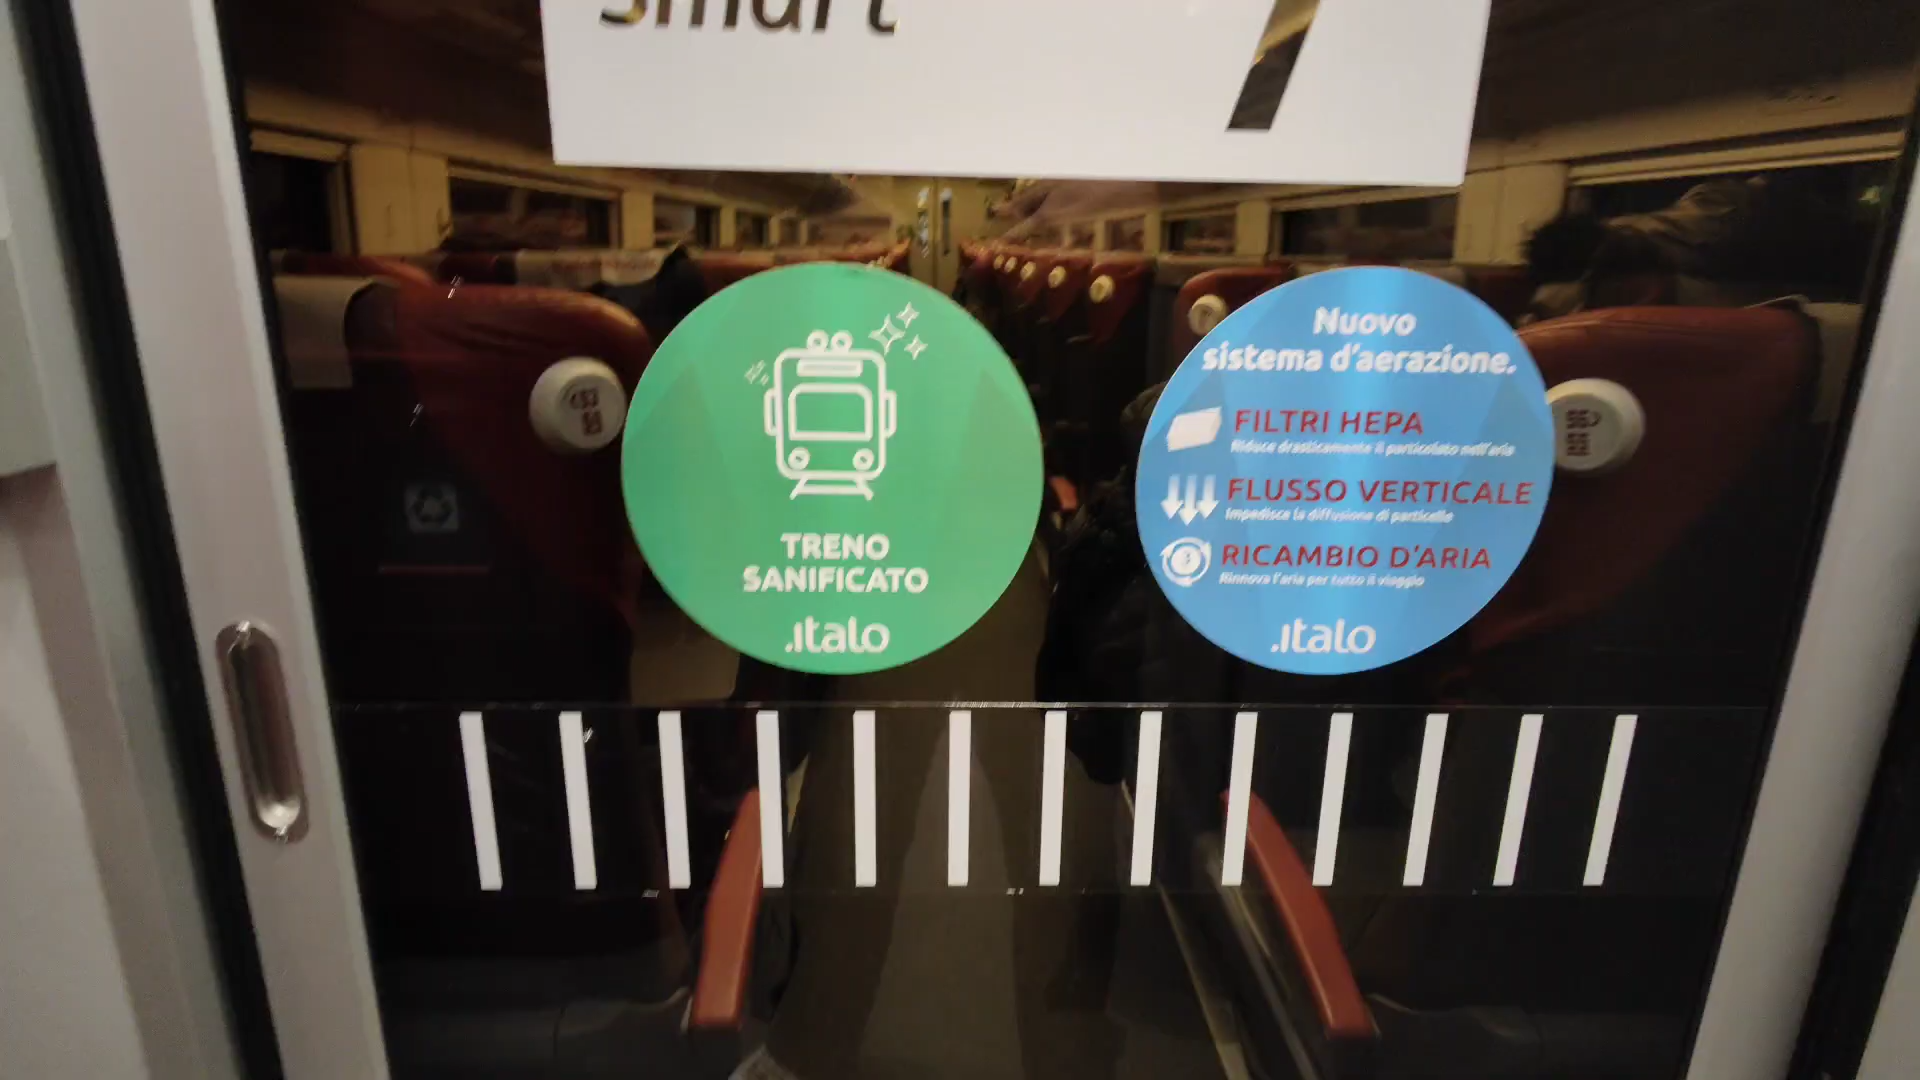 smart 7
TRENO
SANIFICATO
.italo
Nuovo
sistema d'aerazione.
FILTRI HEPA
Riduce drasticamente il particolato nell'aria
FLUSSO VERTICALE
Impedisce la diffusione di particelle
RICAMBIO D'ARIA
Rinnova l'aria per tutto il viaggio
.italo